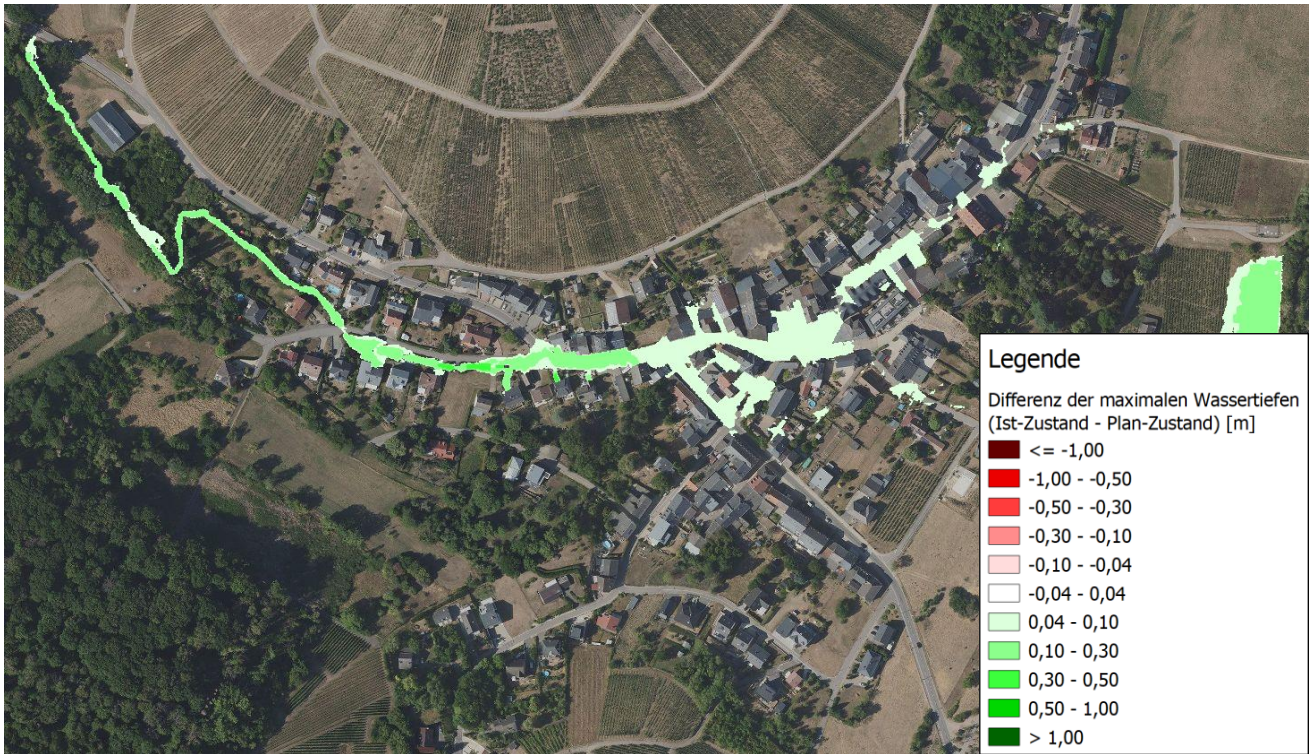 Legende
Differenz der maximalen Wassertiefen
(Ist-Zustand - Plan-Zustand) [m]
<= -1,00
-1,00 - -0,50
-0,50 - -0,30
-0,30 - -0,10
-0,10 - -0,04
-0,04 - 0,04
0,04 - 0,10
0,10 - 0,30
0,30 - 0,50
0,50 - 1,00
> 1,00